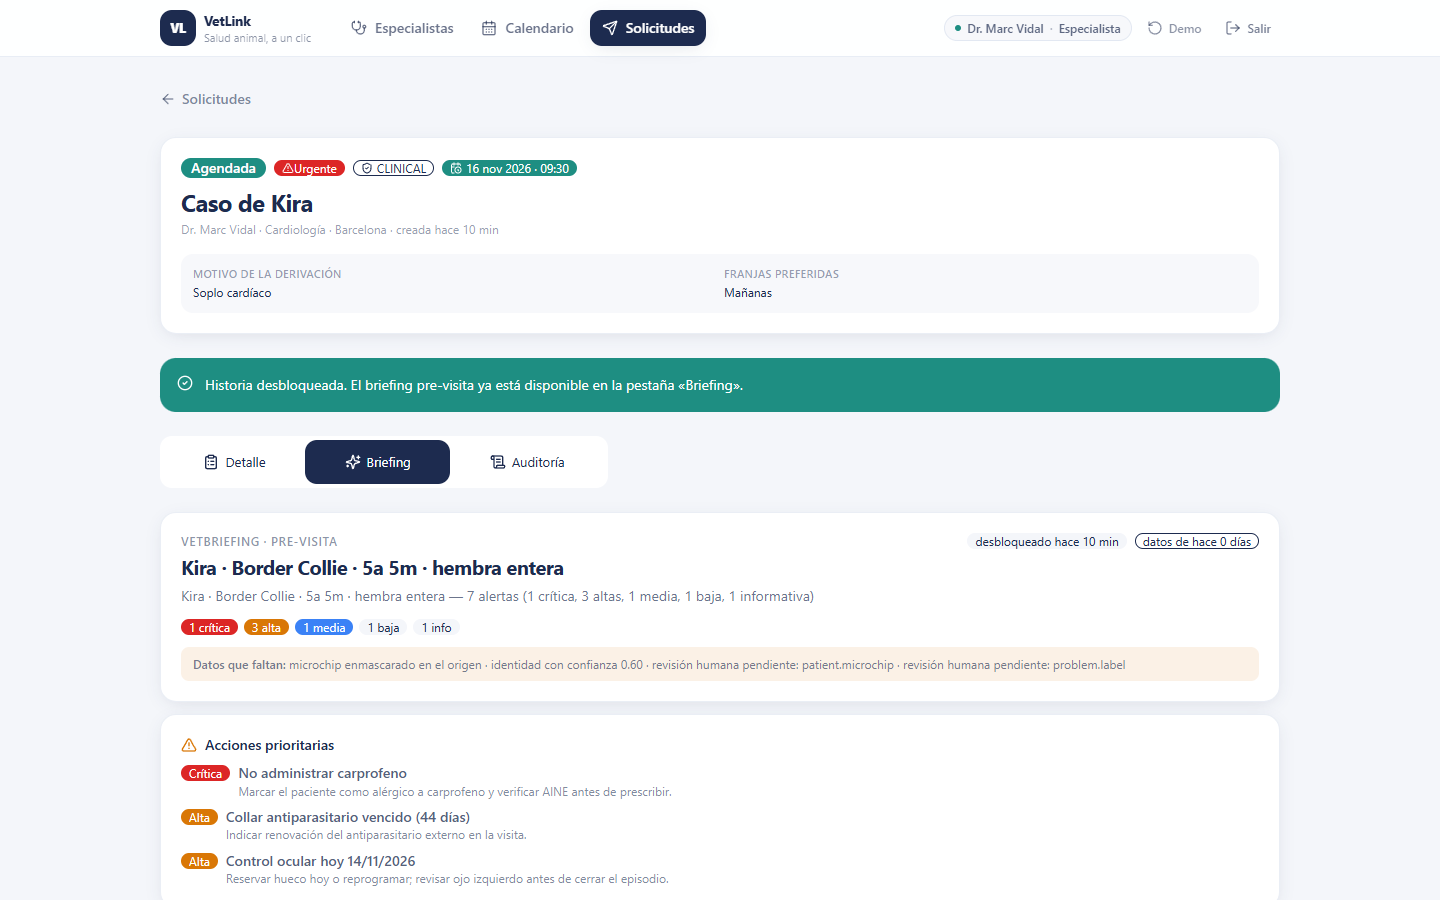 VL
VetLink
Salud animal, a un clic
Especialistas
Calendario
Solicitudes
Dr. Marc Vidal · Especialista
Demo
Salir
Solicitudes
Agendada
Urgente
CLINICAL
16 nov 2026 · 09:30
Caso de Kira
Dr. Marc Vidal · Cardiología · Barcelona · creada hace 10 min
MOTIVO DE LA DERIVACIÓN
Soplo cardíaco
FRANJAS PREFERIDAS
Mañanas
Historia desbloqueada. El briefing pre-visita ya está disponible en la pestaña «Briefing».
Detalle
Briefing
Auditoría
VETBRIEFING · PRE-VISITA
desbloqueado hace 10 min
datos de hace 0 días
Kira · Border Collie · 5a 5m · hembra entera
Kira · Border Collie · 5a 5m · hembra entera — 7 alertas (1 crítica, 3 altas, 1 media, 1 baja, 1 informativa)
1 crítica
3 alta
1 media
1 baja
1 info
Datos que faltan: microchip enmascarado en el origen · identidad con confianza 0.60 · revisión humana pendiente: patient.microchip · revisión humana pendiente: problem.label
Acciones prioritarias
Crítica
No administrar carprofeno
Marcar el paciente como alérgico a carprofeno y verificar AINE antes de prescribir.
Alta
Collar antiparasitario vencido (44 días)
Indicar renovación del antiparasitario externo en la visita.
Alta
Control ocular hoy 14/11/2026
Reservar hueco hoy o reprogramar; revisar ojo izquierdo antes de cerrar el episodio.